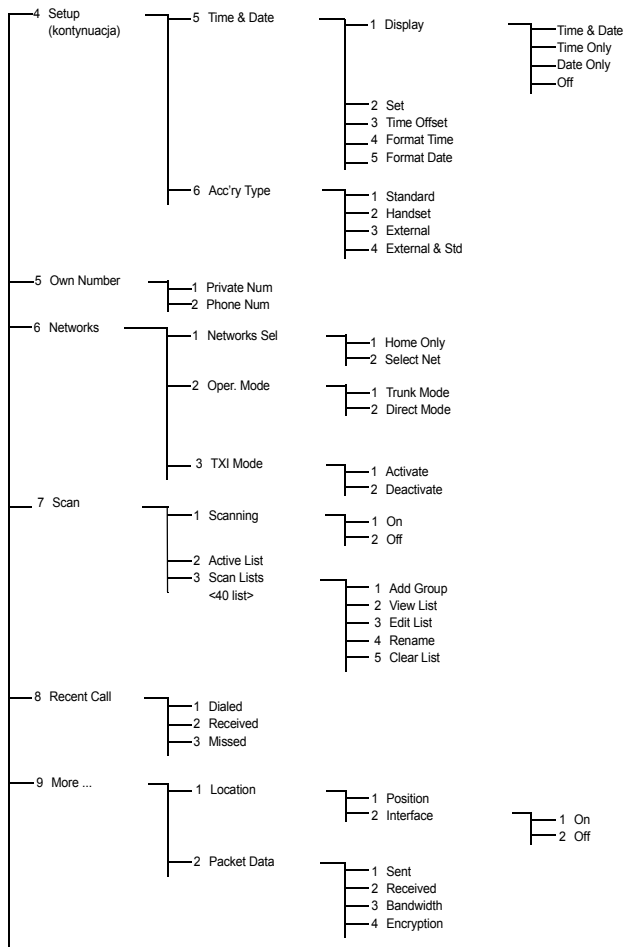 4 Setup
(kontynuacja)
5 Time & Date
1 Display
Time & Date
Time Only
Date Only
Off
2 Set
3 Time Offset
4 Format Time
5 Format Date
6 Acc'ry Type
1 Standard
2 Handset
3 External
4 External & Std
5 Own Number
1 Private Num
2 Phone Num
6 Networks
1 Networks Sel
1 Home Only
2 Select Net
2 Oper. Mode
1 Trunk Mode
2 Direct Mode
3 TXI Mode
1 Activate
2 Deactivate
7 Scan
1 Scanning
1 On
2 Off
2 Active List
3 Scan Lists
<40 list>
1 Add Group
2 View List
3 Edit List
4 Rename
5 Clear List
8 Recent Call
1 Dialed
2 Received
3 Missed
9 More ...
1 Location
1 Position
2 Interface
1 On
2 Off
2 Packet Data
1 Sent
2 Received
3 Bandwidth
4 Encryption